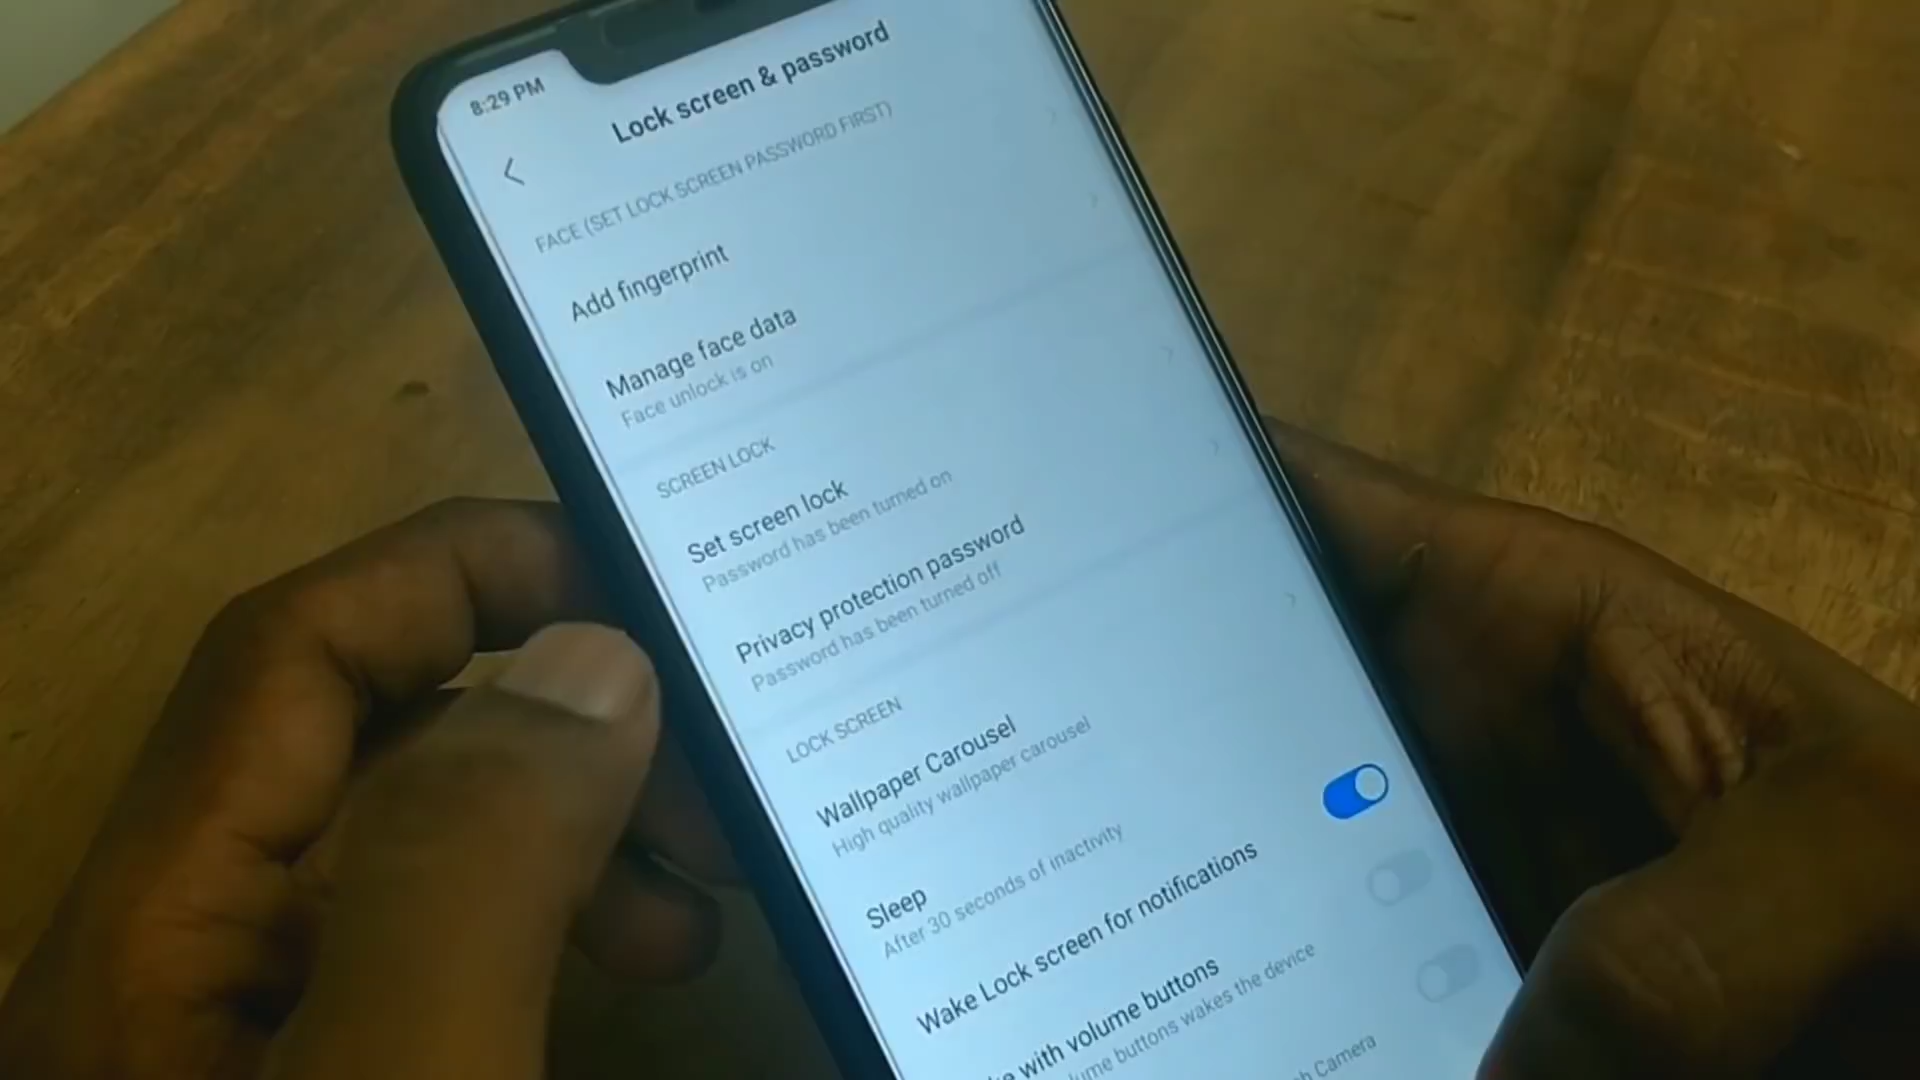 8:29 PM
Lock screen & password
FACE (SET LOCK SCREEN PASSWORD FIRST)
Add fingerprint
Manage face data
Face unlock is on
SCREEN LOCK
Set screen lock
Password has been turned on
Privacy protection password
Password has been turned off
LOCK SCREEN
Wallpaper Carousel
High quality wallpaper carousel
Sleep
After 30 seconds of inactivity
Wake Lock screen for notifications
with volume buttons
buttons wakes the device
Camera